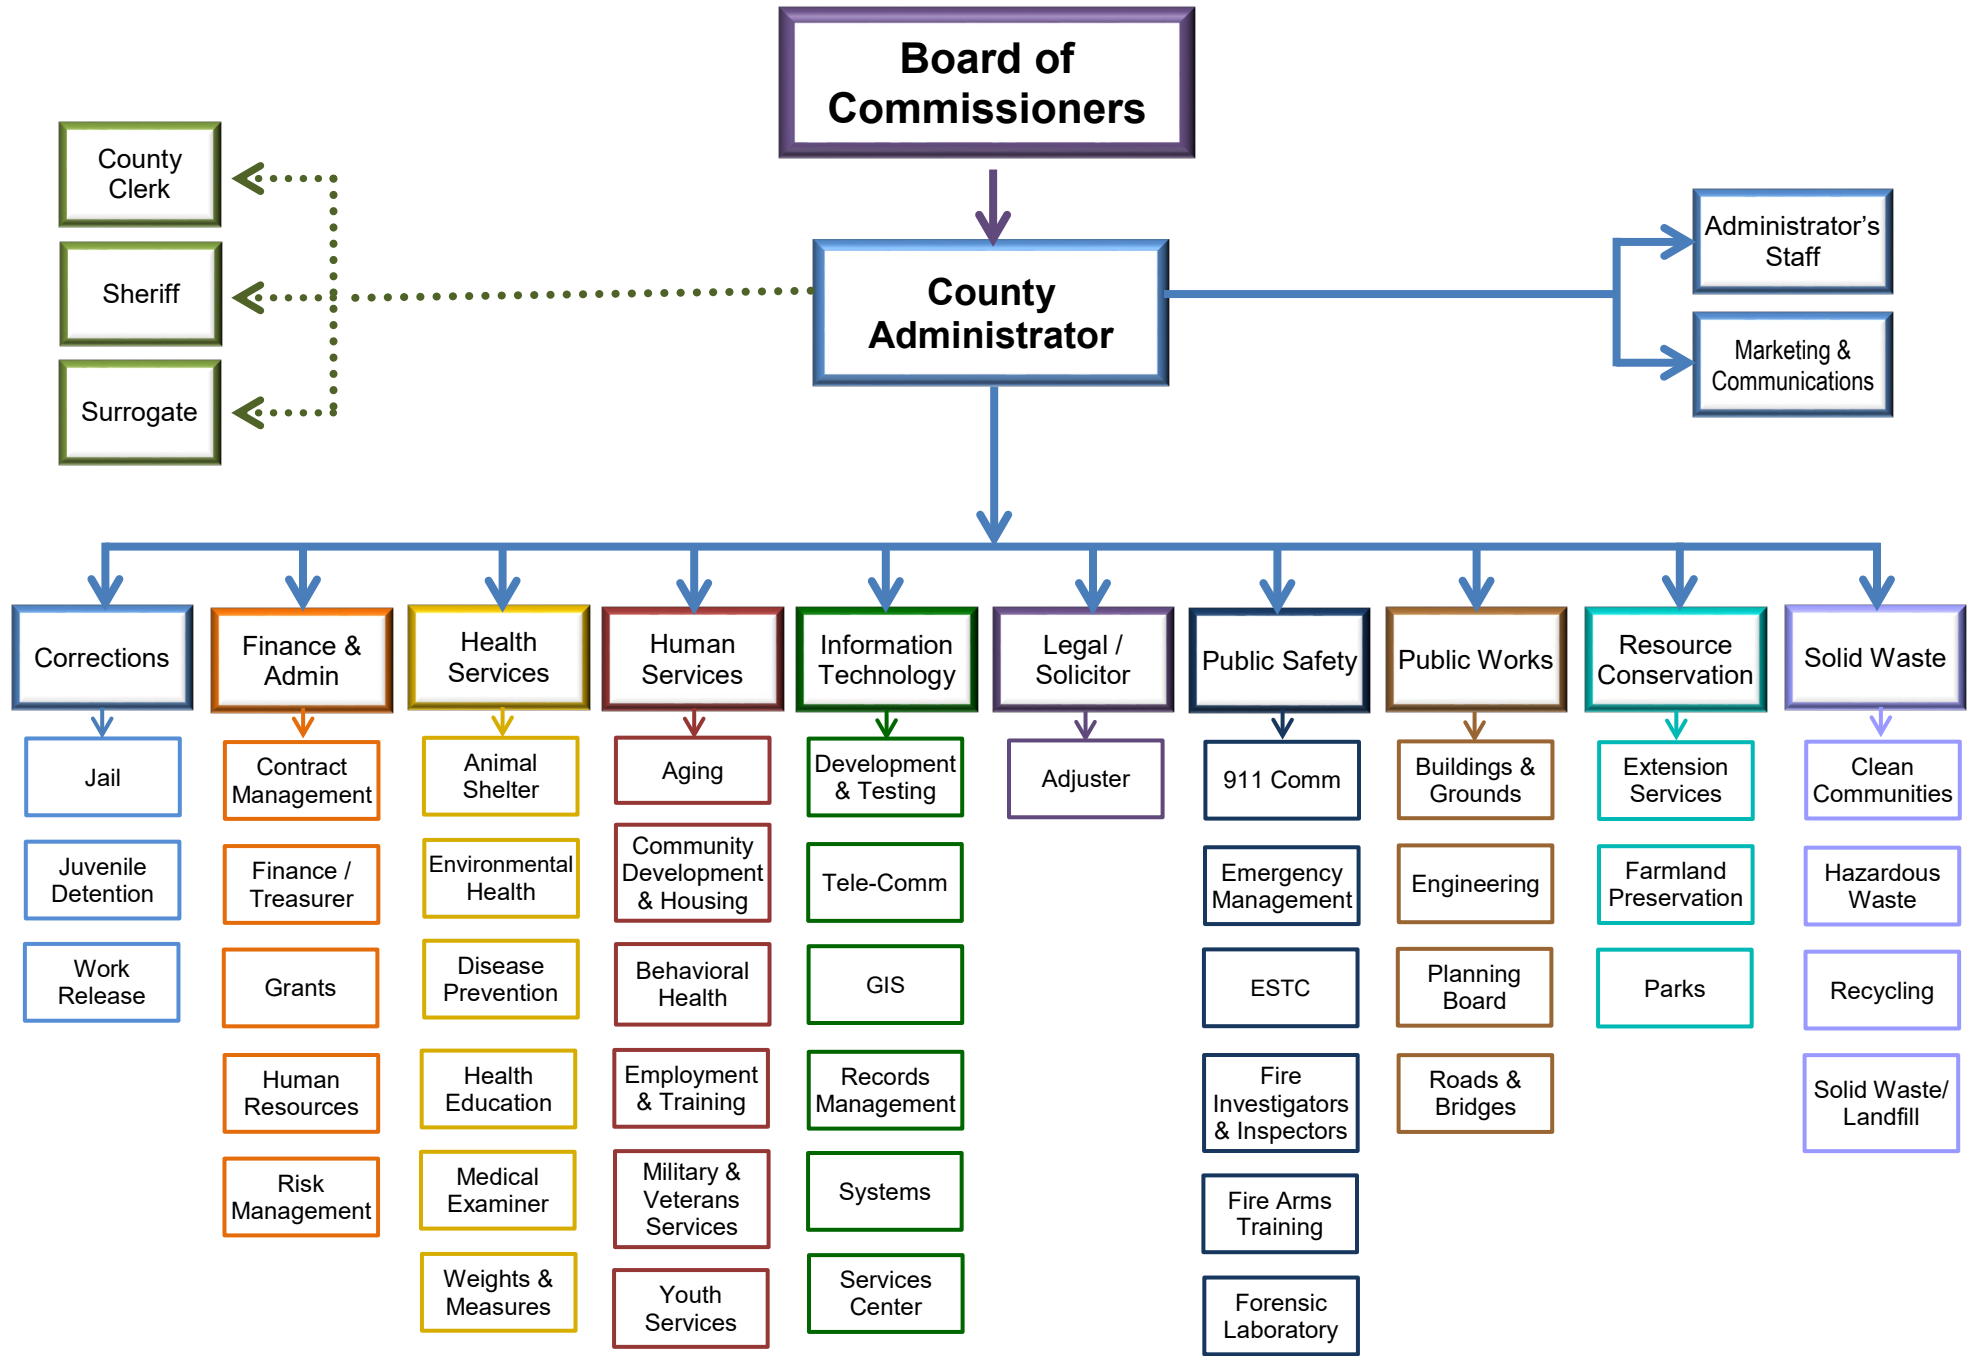 Board of
Commissioners
County
Clerk
Sheriff
Surrogate
County
Administrator
Administrator’s
Staff
Marketing &
Communications
Corrections
Jail
Juvenile
Detention
Work
Release
Finance &
Admin
Contract
Management
Finance /
Treasurer
Grants
Human
Resources
Risk
Management
Health
Services
Animal
Shelter
Environmental
Health
Disease
Prevention
Health
Education
Medical
Examiner
Weights &
Measures
Human
Services
Aging
Community
Development
& Housing
Behavioral
Health
Employment
& Training
Military &
Veterans
Services
Youth
Services
Information
Technology
Development
& Testing
Tele-Comm
GIS
Records
Management
Systems
Services
Center
Legal /
Solicitor
Adjuster
Public Safety
911 Comm
Emergency
Management
ESTC
Fire
Investigators
& Inspectors
Fire Arms
Training
Forensic
Laboratory
Public Works
Buildings &
Grounds
Engineering
Planning
Board
Roads &
Bridges
Resource
Conservation
Extension
Services
Farmland
Preservation
Parks
Solid Waste
Clean
Communities
Hazardous
Waste
Recycling
Solid Waste/
Landfill